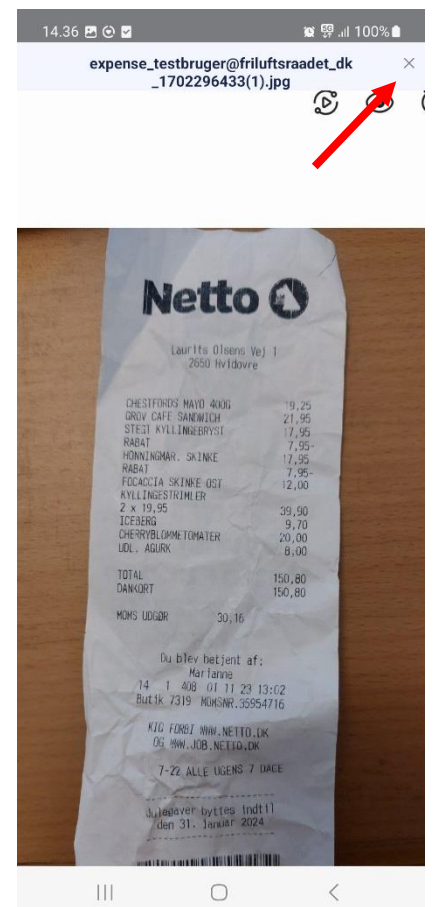 14.36 5G 100%
expense_testbruger@friluftsraadet_dk
_1702296433(1).jpg
Netto
Laurits Olsens Vej 1
2650 Hvidovre
CHESTFORDS MAYO 400G 19,25
GROV CAFE SANDWICH 21,95
STEGT KYLLINGEBRYST 17,95
RABAT 7,95-
HONNINGMAR. SKINKE 17,95
RABAT 7,95-
FOCACCIA SKINKE OST 12,00
KYLLINGESTRIMLER
2 x 19,95 39,90
ICEBERG 9,70
CHERRYBLOMMETOMATER 20,00
UDL. AGURK 8,00
TOTAL 150,80
DANKORT 150,80
MOMS UDGØR 30,16
Du blev betjent af:
Marianne
14 1 408 01 11 23 13:02
Butik 7319 MOMSNR.35954716
KIG FORBI WWW.NETTO.DK
OG WWW.JOB.NETTO.DK
7-22 ALLE UGENS 7 DAGE
Julegaver byttes indtil
den 31. januar 2024